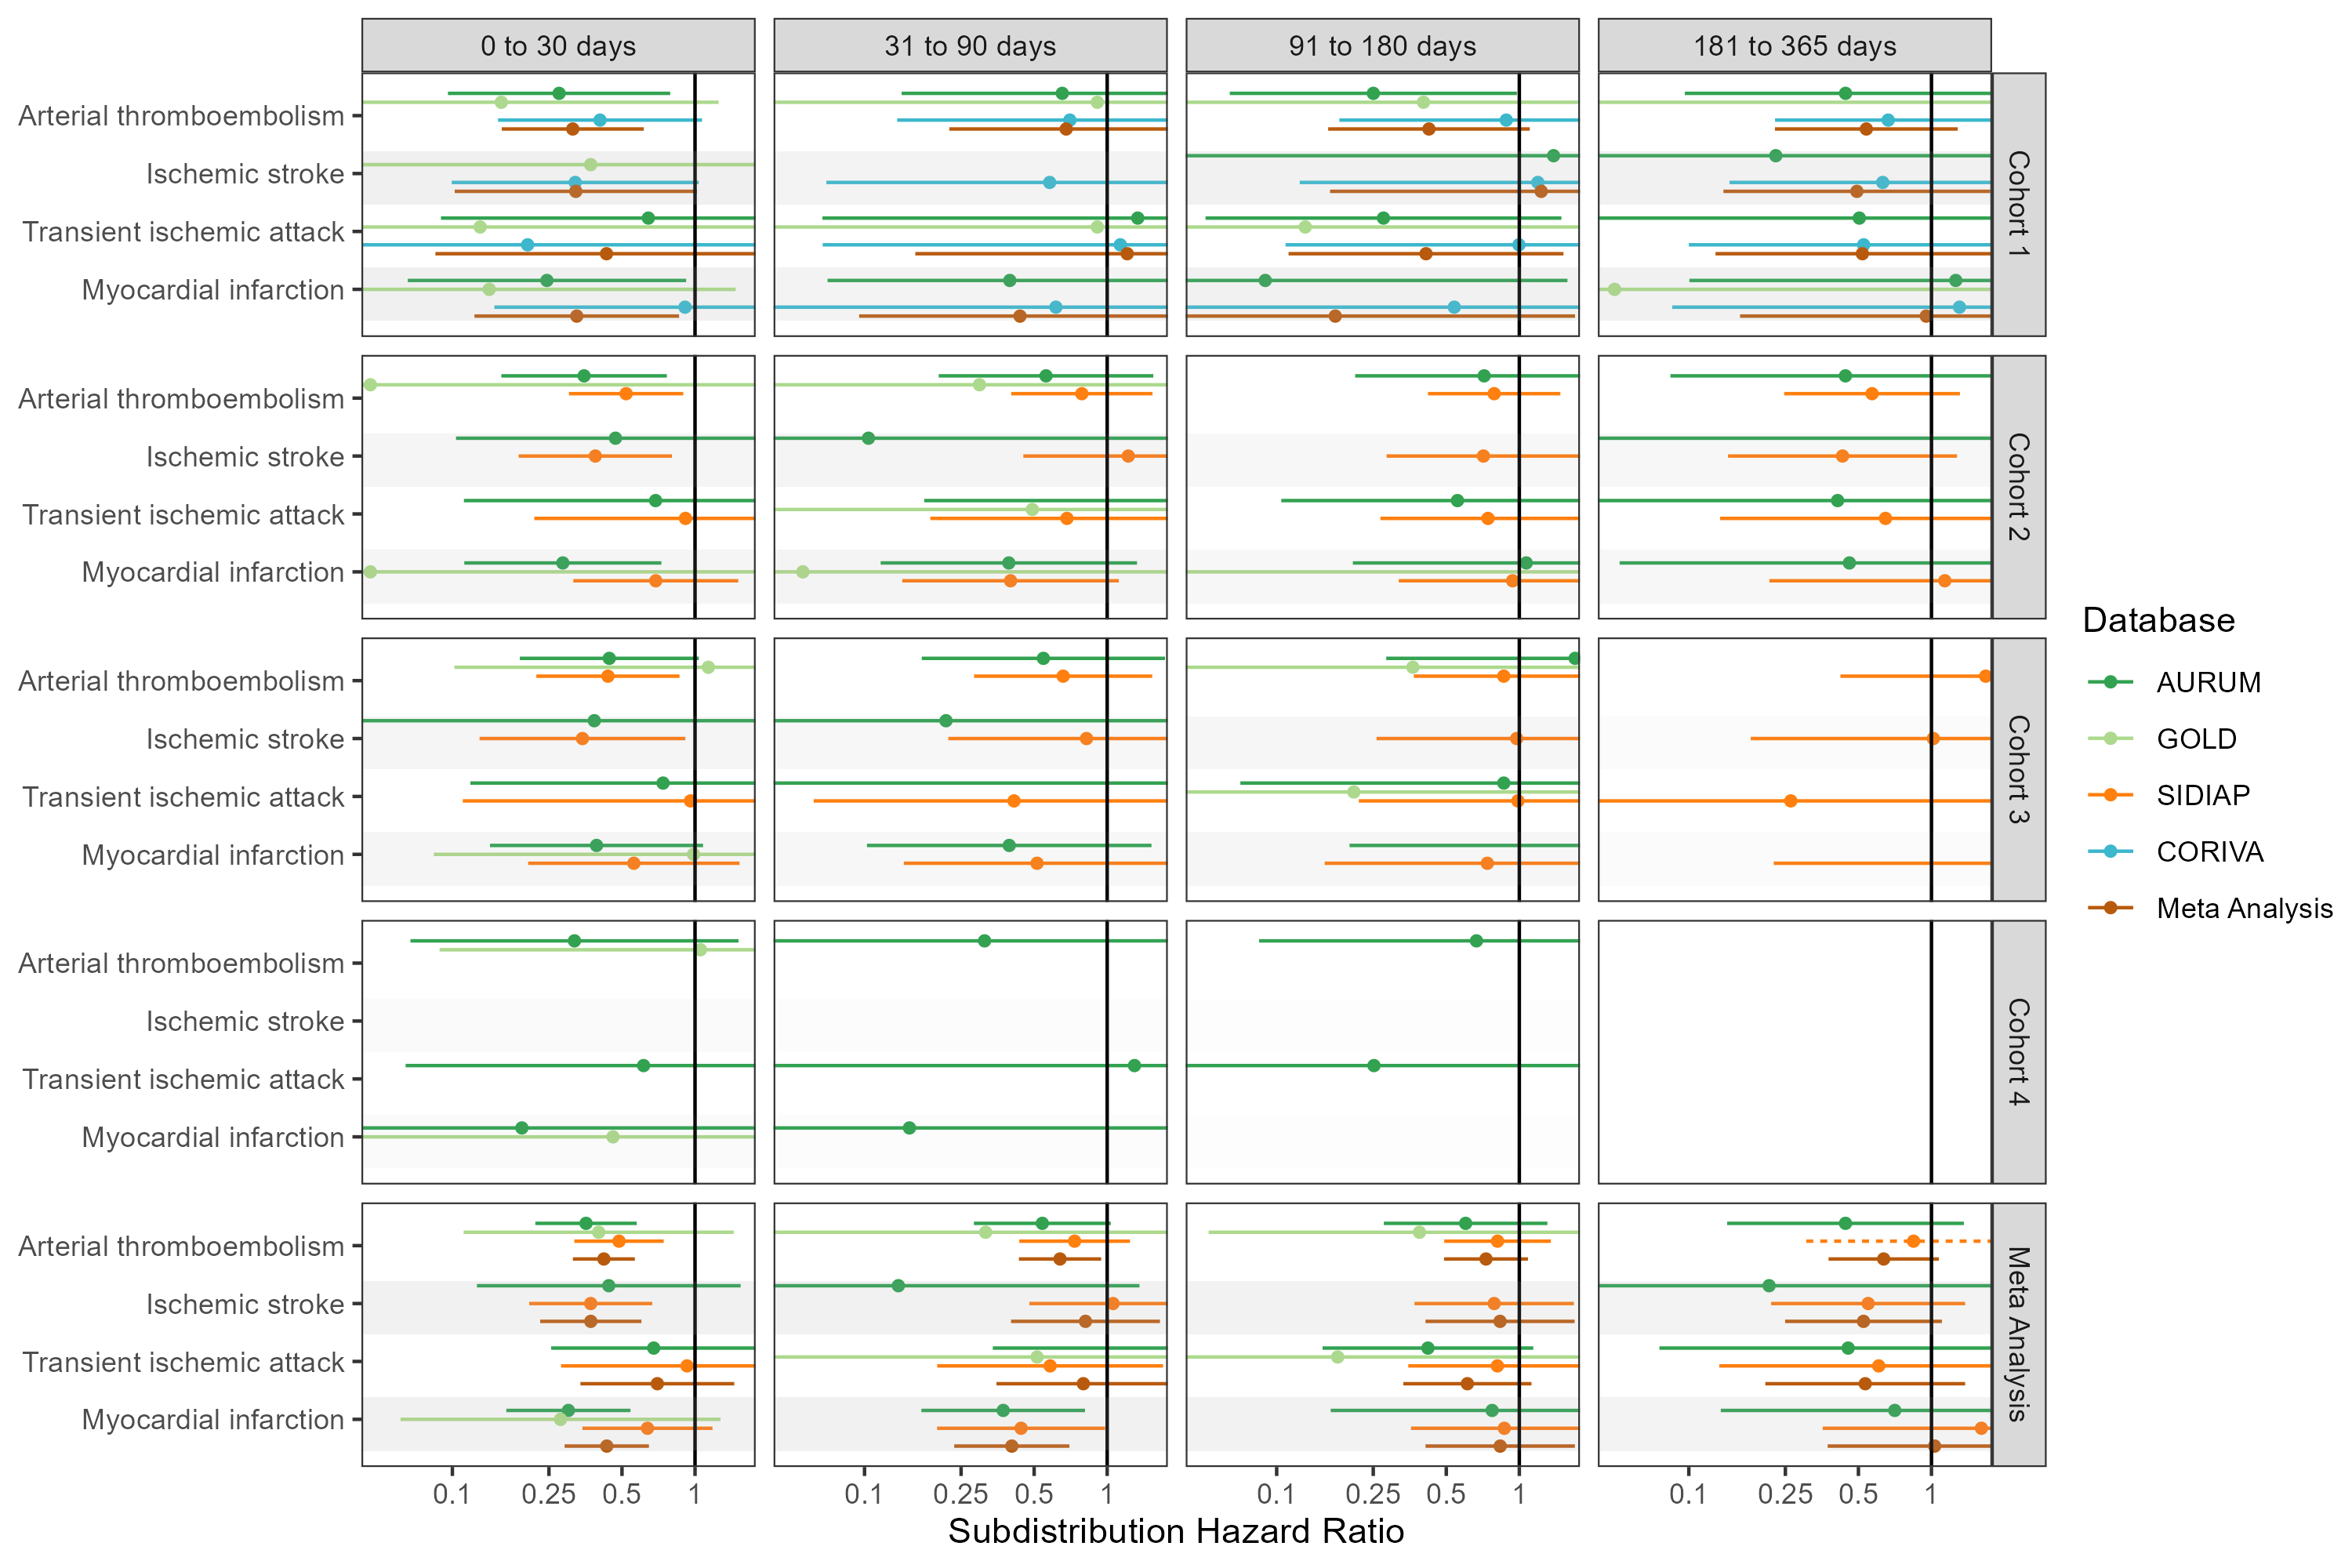 0 to 30 days
31 to 90 days
91 to 180 days
181 to 365 days
Arterial thromboembolism
Ischemic stroke
Transient ischemic attack
Myocardial infarction
Cohort 1
Arterial thromboembolism
Ischemic stroke
Transient ischemic attack
Myocardial infarction
Cohort 2
Arterial thromboembolism
Ischemic stroke
Transient ischemic attack
Myocardial infarction
Cohort 3
Arterial thromboembolism
Ischemic stroke
Transient ischemic attack
Myocardial infarction
Cohort 4
Arterial thromboembolism
Ischemic stroke
Transient ischemic attack
Myocardial infarction
Meta Analysis
0.1 0.25 0.5 1
0.1 0.25 0.5 1
0.1 0.25 0.5 1
0.1 0.25 0.5 1
Subdistribution Hazard Ratio
Database
AURUM
GOLD
SIDIAP
CORIVA
Meta Analysis